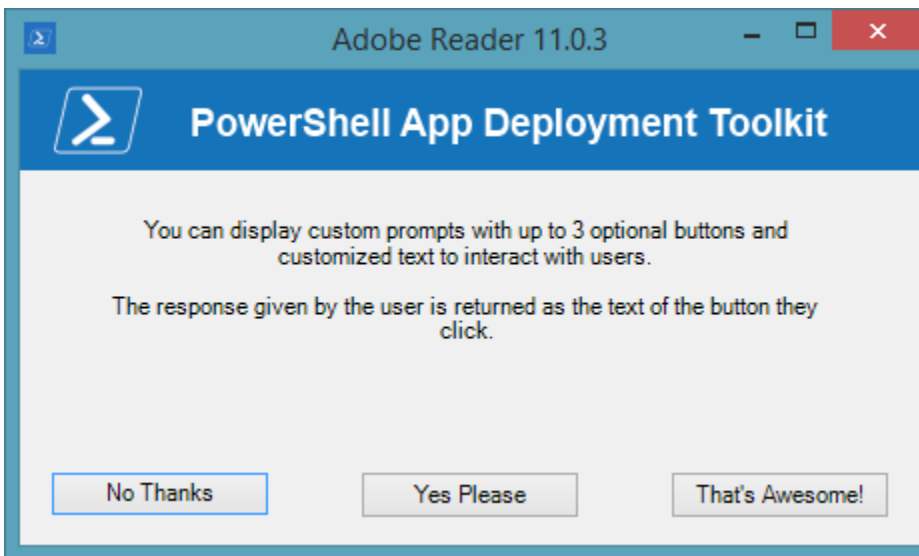 Adobe Reader 11.0.3
PowerShell App Deployment Toolkit
You can display custom prompts with up to 3 optional buttons and
customized text to interact with users.
The response given by the user is returned as the text of the button they
click.
No Thanks
Yes Please
That's Awesome!